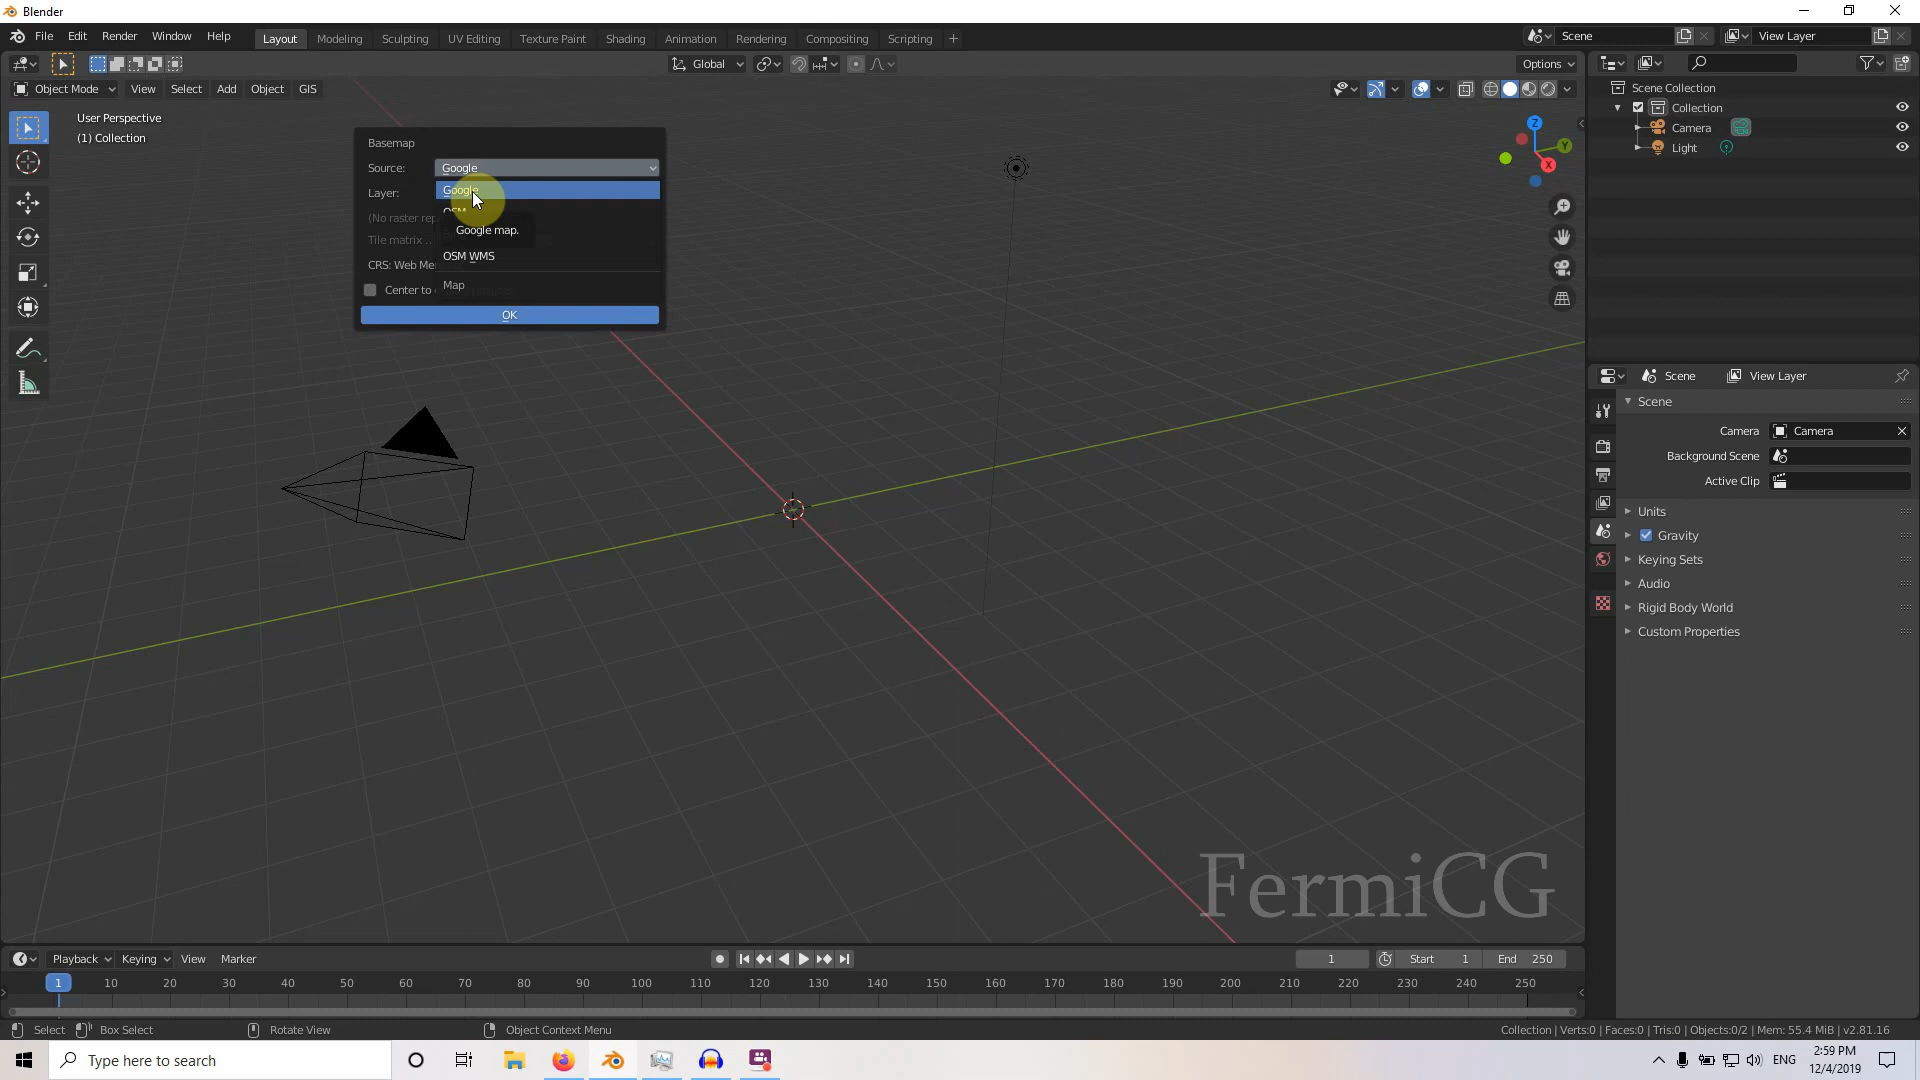 Blender
File Edit Render Window Help
Layout Modeling Sculpting UV Editing Texture Paint Shading Animation Rendering Compositing Scripting +
Scene
View Layer
Global
Options
Object Mode View Select Add Object GIS
User Perspective
(1) Collection
Basemap
Source: Google
Layer: Google
(No raster rep OSM
Google map.
Tile matrix ..
OSM WMS
CRS: Web Me
Map
Center to
OK
Z
Y
X
Scene Collection
Collection
Camera
Light
Scene View Layer
Scene
Camera Camera
Background Scene
Active Clip
Units
Gravity
Keying Sets
Audio
Rigid Body World
Custom Properties
FermiCG
Playback Keying View Marker
1 Start 1 End 250
1 10 20 30 40 50 60 70 80 90 100 110 120 130 140 150 160 170 180 190 200 210 220 230 240 250
Select Box Select Rotate View Object Context Menu
Collection | Verts:0 | Faces:0 | Tris:0 | Objects:0/2 | Mem: 55.4 MiB | v2.81.16
Type here to search
ENG
2:59 PM
12/4/2019